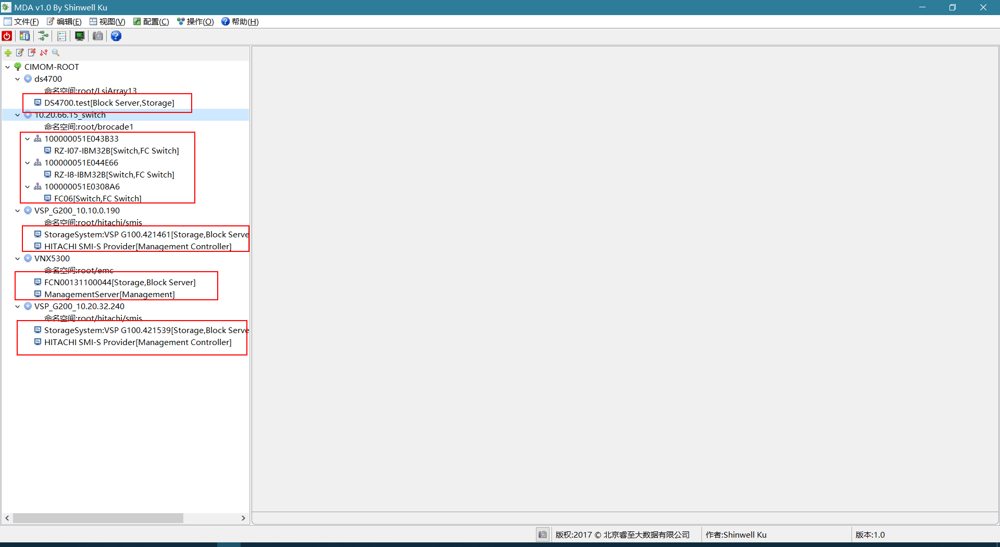 MDA v1.0 By Shinwell Ku
文件(F) 编辑(E) 视图(V) 配置(C) 操作(O) 帮助(H)
CIMOM-ROOT
ds4700
命名空间:root/LsiArray13
DS4700.test[Block Server,Storage]
10.20.66.15_switch
命名空间:root/brocade1
100000051E043B33
RZ-I07-IBM32B[Switch,FC Switch]
100000051E044E66
RZ-I8-IBM32B[Switch,FC Switch]
100000051E0308A6
FC06[Switch,FC Switch]
VSP_G200_10.10.0.190
命名空间:root/hitachi/smis
StorageSystem:VSP G100.421461[Storage,Block Serve
HITACHI SMI-S Provider[Management Controller]
VNX5300
命名空间:root/emc
FCN00131100044[Storage,Block Server]
ManagementServer[Management]
VSP_G200_10.20.32.240
命名空间:root/hitachi/smis
StorageSystem:VSP G100.421539[Storage,Block Serve
HITACHI SMI-S Provider[Management Controller]
版权:2017 © 北京睿至大数据有限公司 作者:Shinwell Ku 版本:1.0